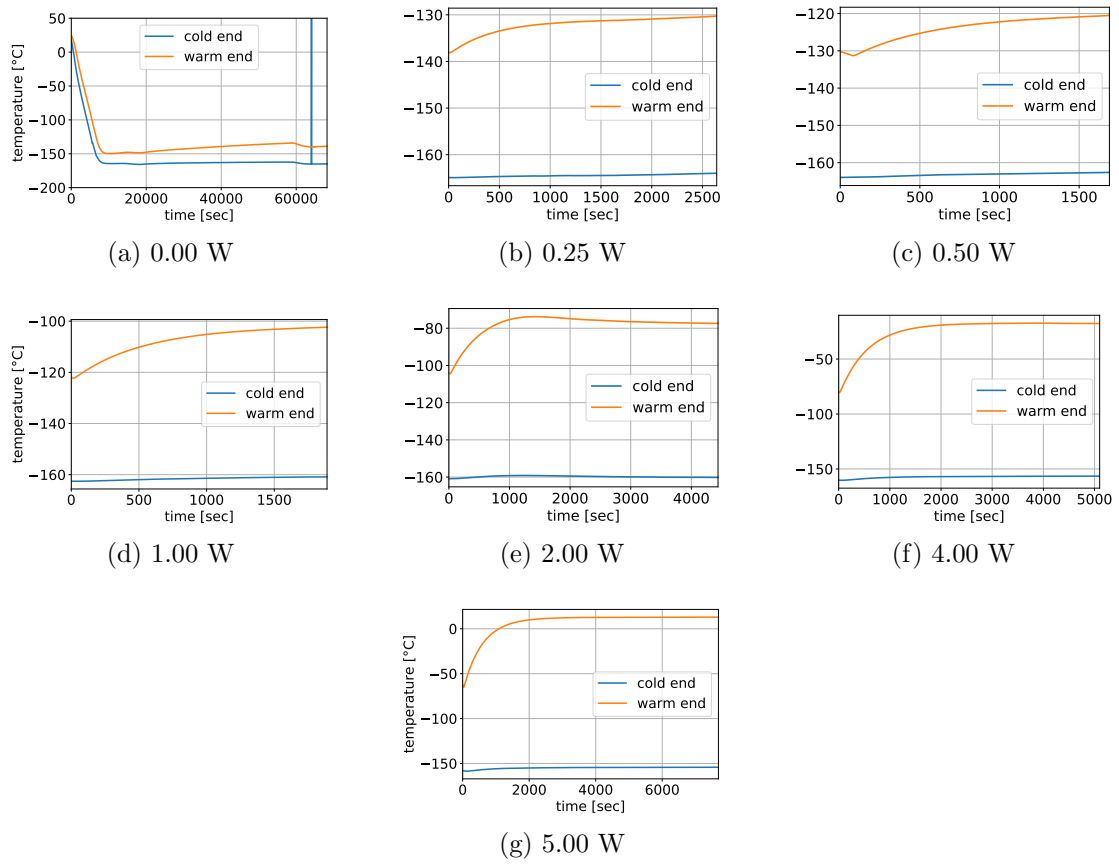 50
0
−50
−100
−150
−200
temperature [°C]
cold end
warm end
0 20000 40000 60000
time [sec]
(a) 0.00 W
−130
−140
−150
−160
cold end
warm end
0 500 1000 1500 2000 2500
time [sec]
(b) 0.25 W
−120
−130
−140
−150
−160
cold end
warm end
0 500 1000 1500
time [sec]
(c) 0.50 W
−100
−120
−140
−160
temperature [°C]
cold end
warm end
0 500 1000 1500
time [sec]
(d) 1.00 W
−80
−100
−120
−140
−160
cold end
warm end
0 1000 2000 3000 4000
time [sec]
(e) 2.00 W
−50
−100
−150
cold end
warm end
0 1000 2000 3000 4000 5000
time [sec]
(f) 4.00 W
0
−50
−100
−150
temperature [°C]
cold end
warm end
0 2000 4000 6000
time [sec]
(g) 5.00 W